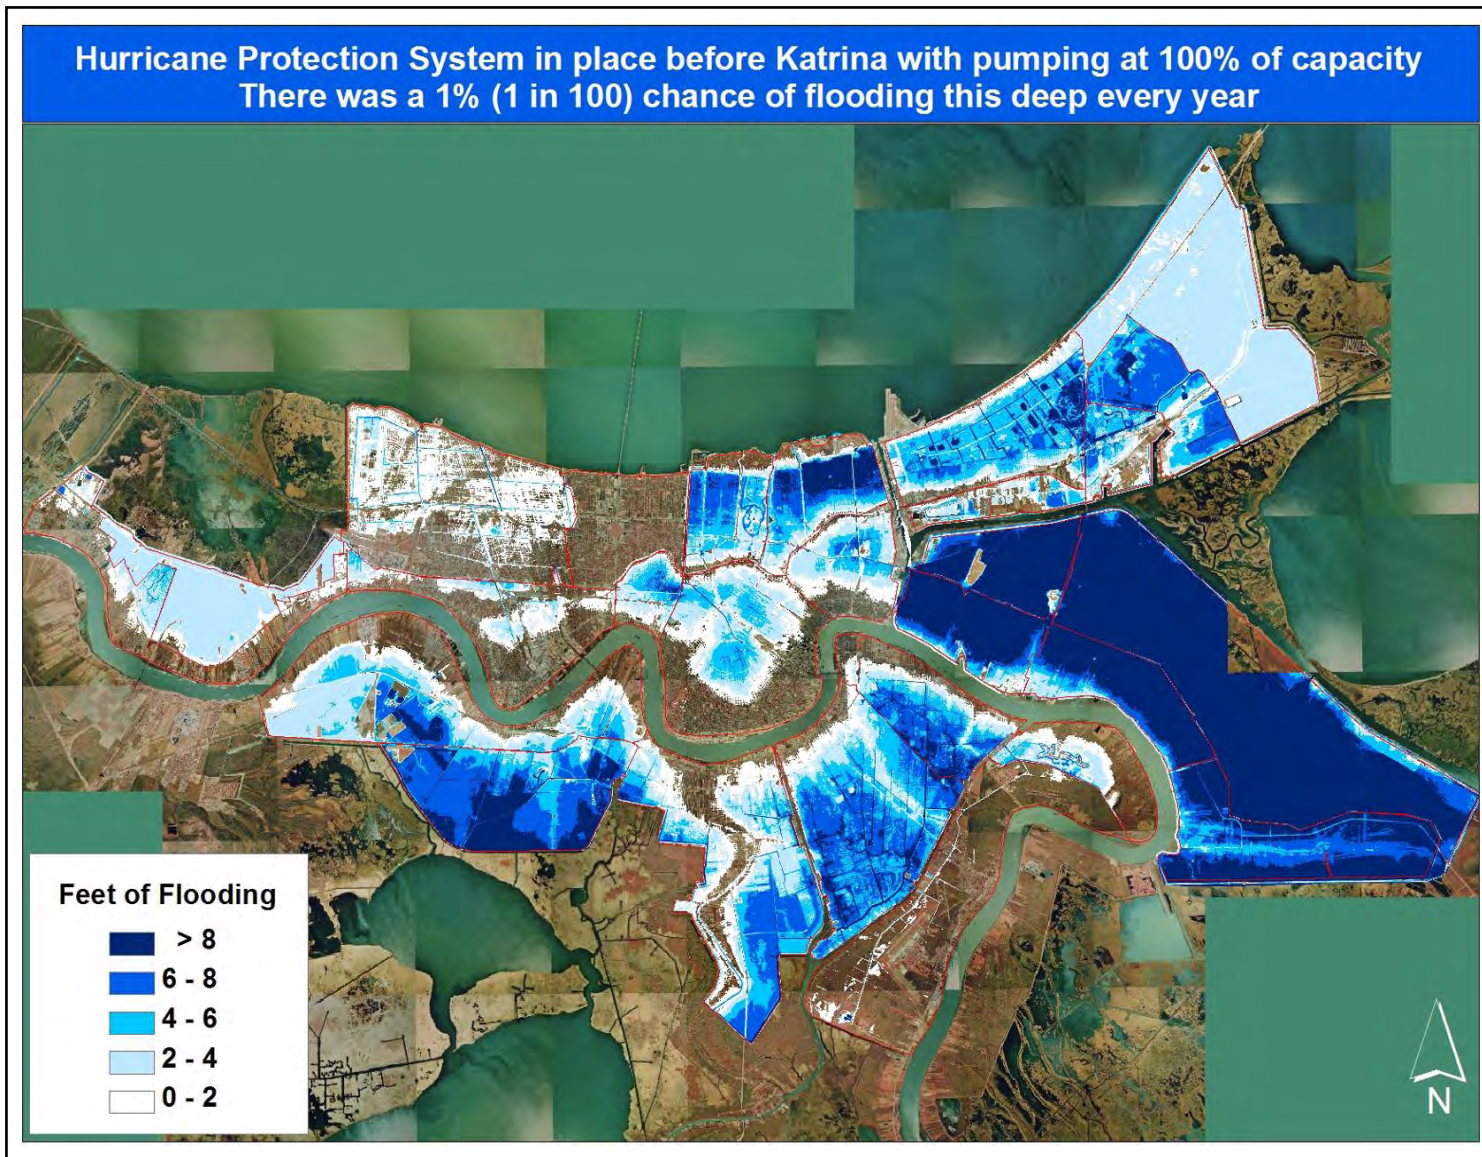 Hurricane Protection System in place before Katrina with pumping at 100% of capacity
There was a 1% (1 in 100) chance of flooding this deep every year
Feet of Flooding
> 8
6 - 8
4 - 6
2 - 4
0 - 2
N